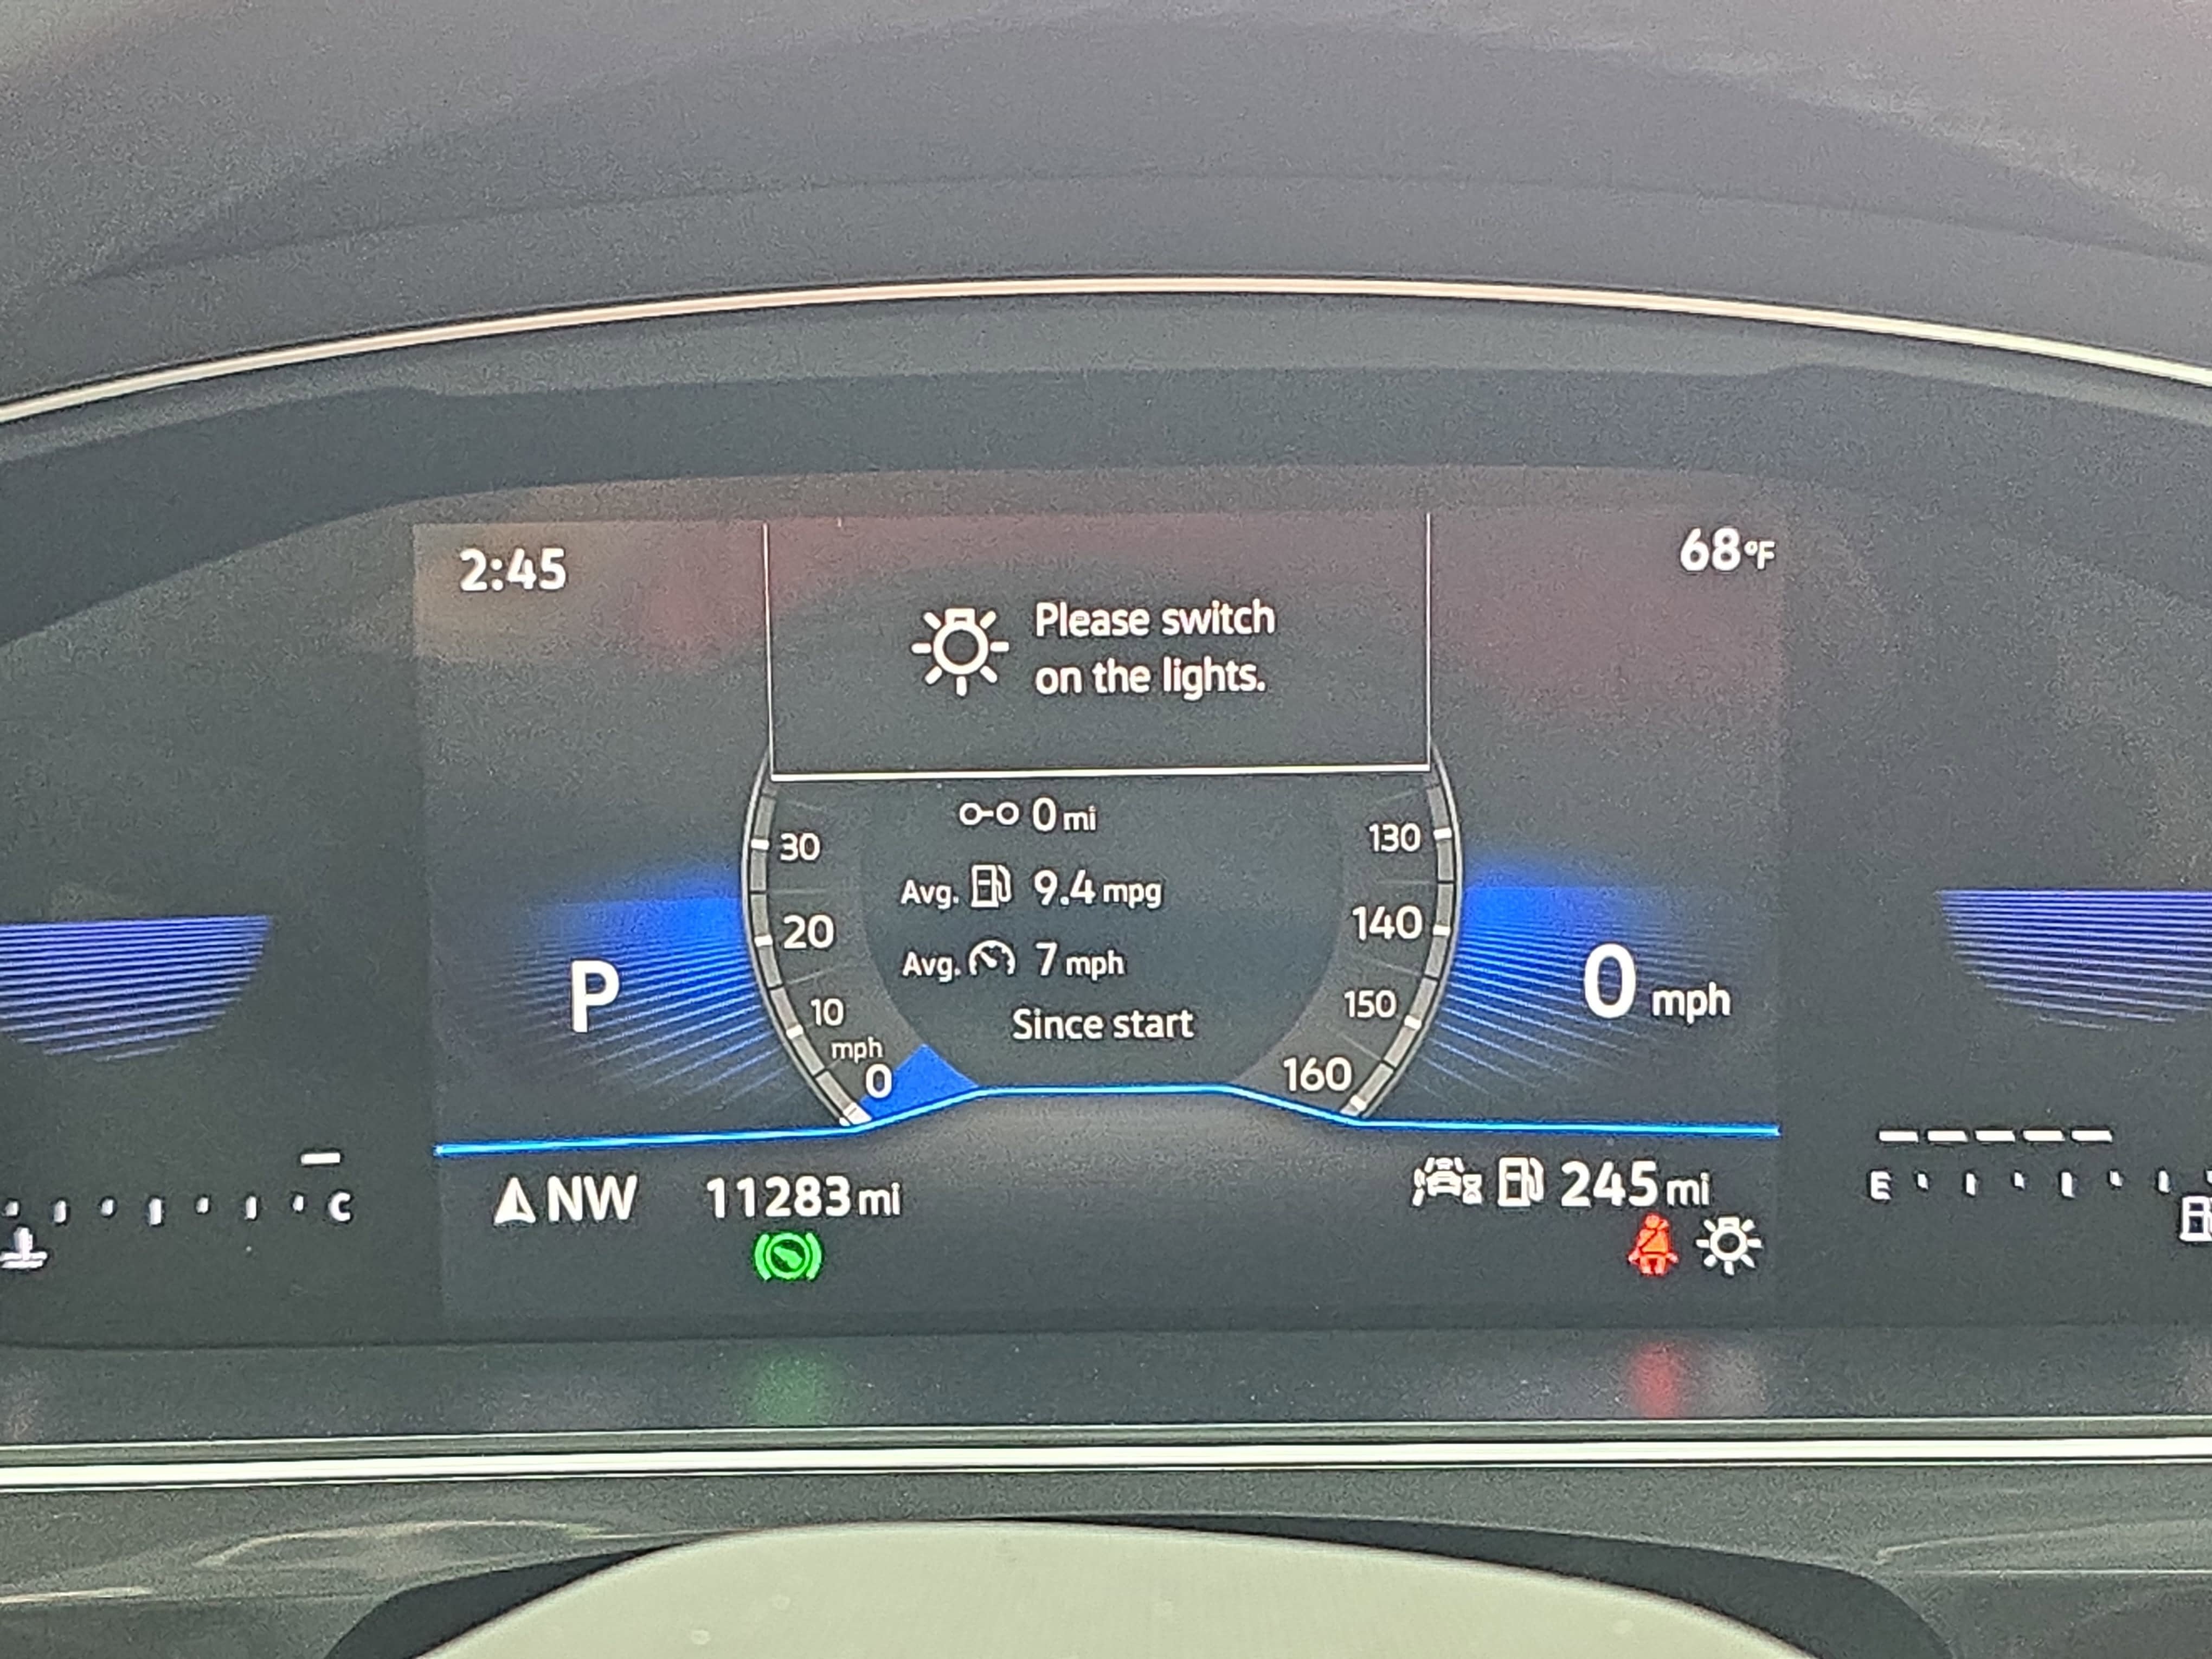 2:45
68°F
Please switch
on the lights.
0 mi
Avg. 9.4 mpg
Avg. 7 mph
Since start
30
20
10
mph
0
130
140
150
160
P
0 mph
NW
11283 mi
245 mi
C
E